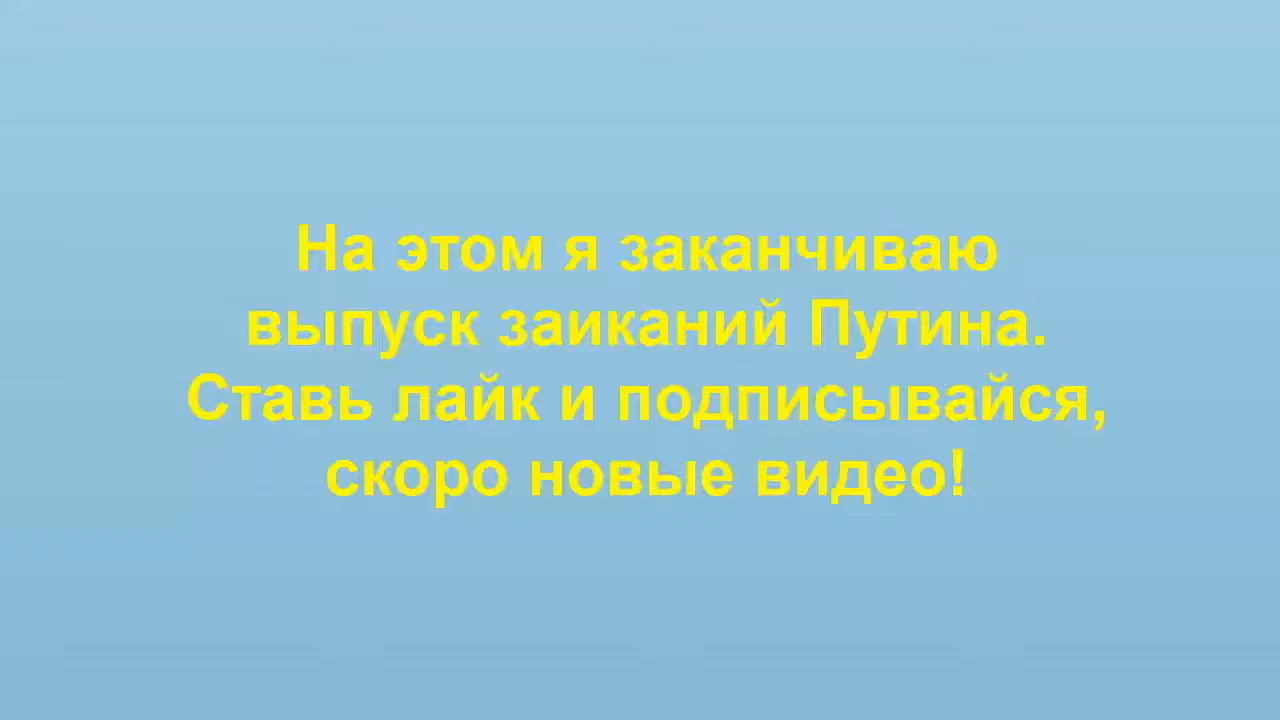 На этом я заканчиваю
выпуск заиканий Путина.
Ставь лайк и подписывайся,
скоро новые видео!